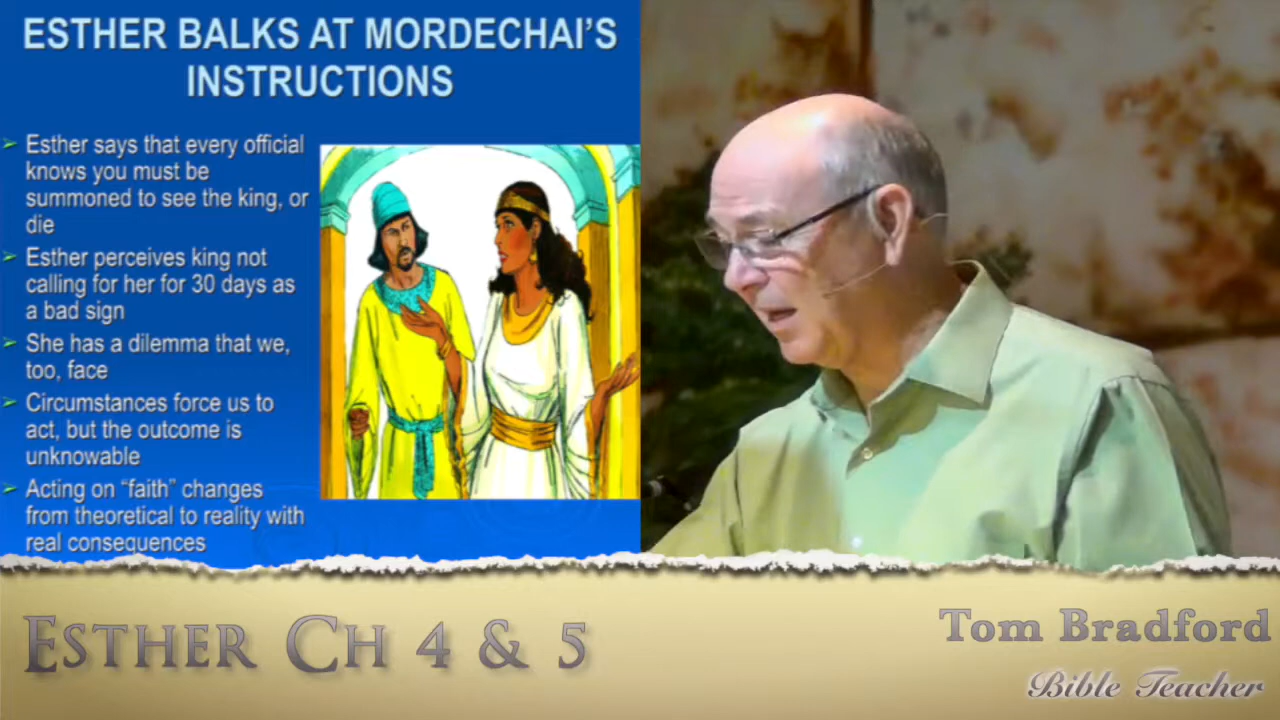 ESTHER BALKS AT MORDECHAI'S
INSTRUCTIONS
➢ Esther says that every official
knows you must be
summoned to see the king, or
die
➢ Esther perceives king not
calling for her for 30 days as
a bad sign
➢ She has a dilemma that we,
too, face
➢ Circumstances force us to
act, but the outcome is
unknowable
➢ Acting on “faith” changes
from theoretical to reality with
real consequences
ESTHER CH 4 & 5
Tom Bradford
Bible Teacher